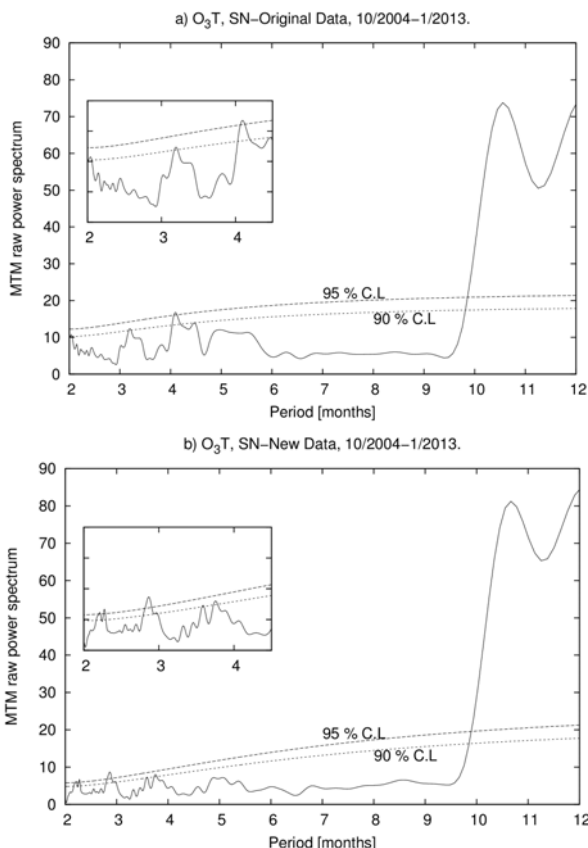 a) O₃T, SN−Original Data, 10/2004−1/2013.
MTM raw power spectrum
90
80
70
60
50
40
30
20
10
0
2 3 4
95 % C.L
90 % C.L
2 3 4 5 6 7 8 9 10 11 12
Period [months]
b) O₃T, SN−New Data, 10/2004−1/2013.
MTM raw power spectrum
90
80
70
60
50
40
30
20
10
0
2 3 4
95 % C.L
90 % C.L
2 3 4 5 6 7 8 9 10 11 12
Period [months]